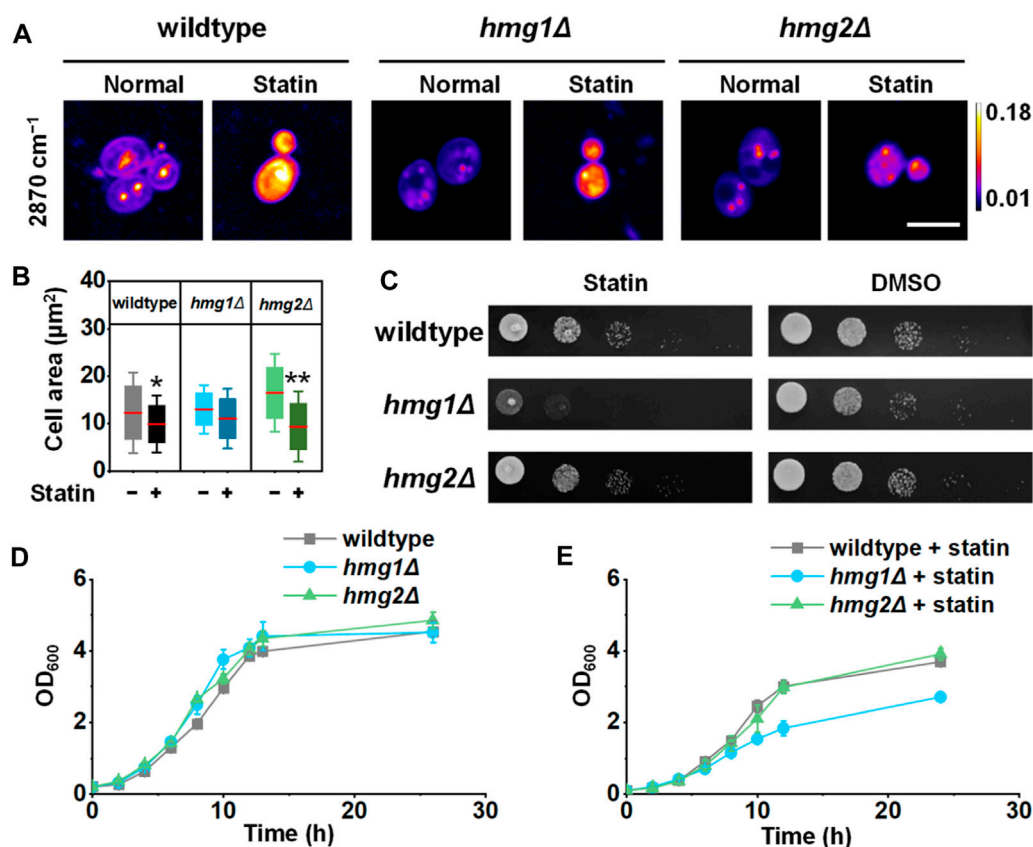 A
wildtype hmg1Δ hmg2Δ
Normal Statin Normal Statin Normal Statin
2870 cm⁻¹
0.18
0.01
B
Cell area (μm²)
40
30
20
10
0
wildtype hmg1Δ hmg2Δ
* **
Statin − + − + − +
C
Statin DMSO
wildtype
hmg1Δ
hmg2Δ
D
wildtype
hmg1Δ
hmg2Δ
OD₆₀₀
6
4
2
0
0 10 20 30
Time (h)
E
wildtype + statin
hmg1Δ + statin
hmg2Δ + statin
OD₆₀₀
6
4
2
0
0 10 20 30
Time (h)